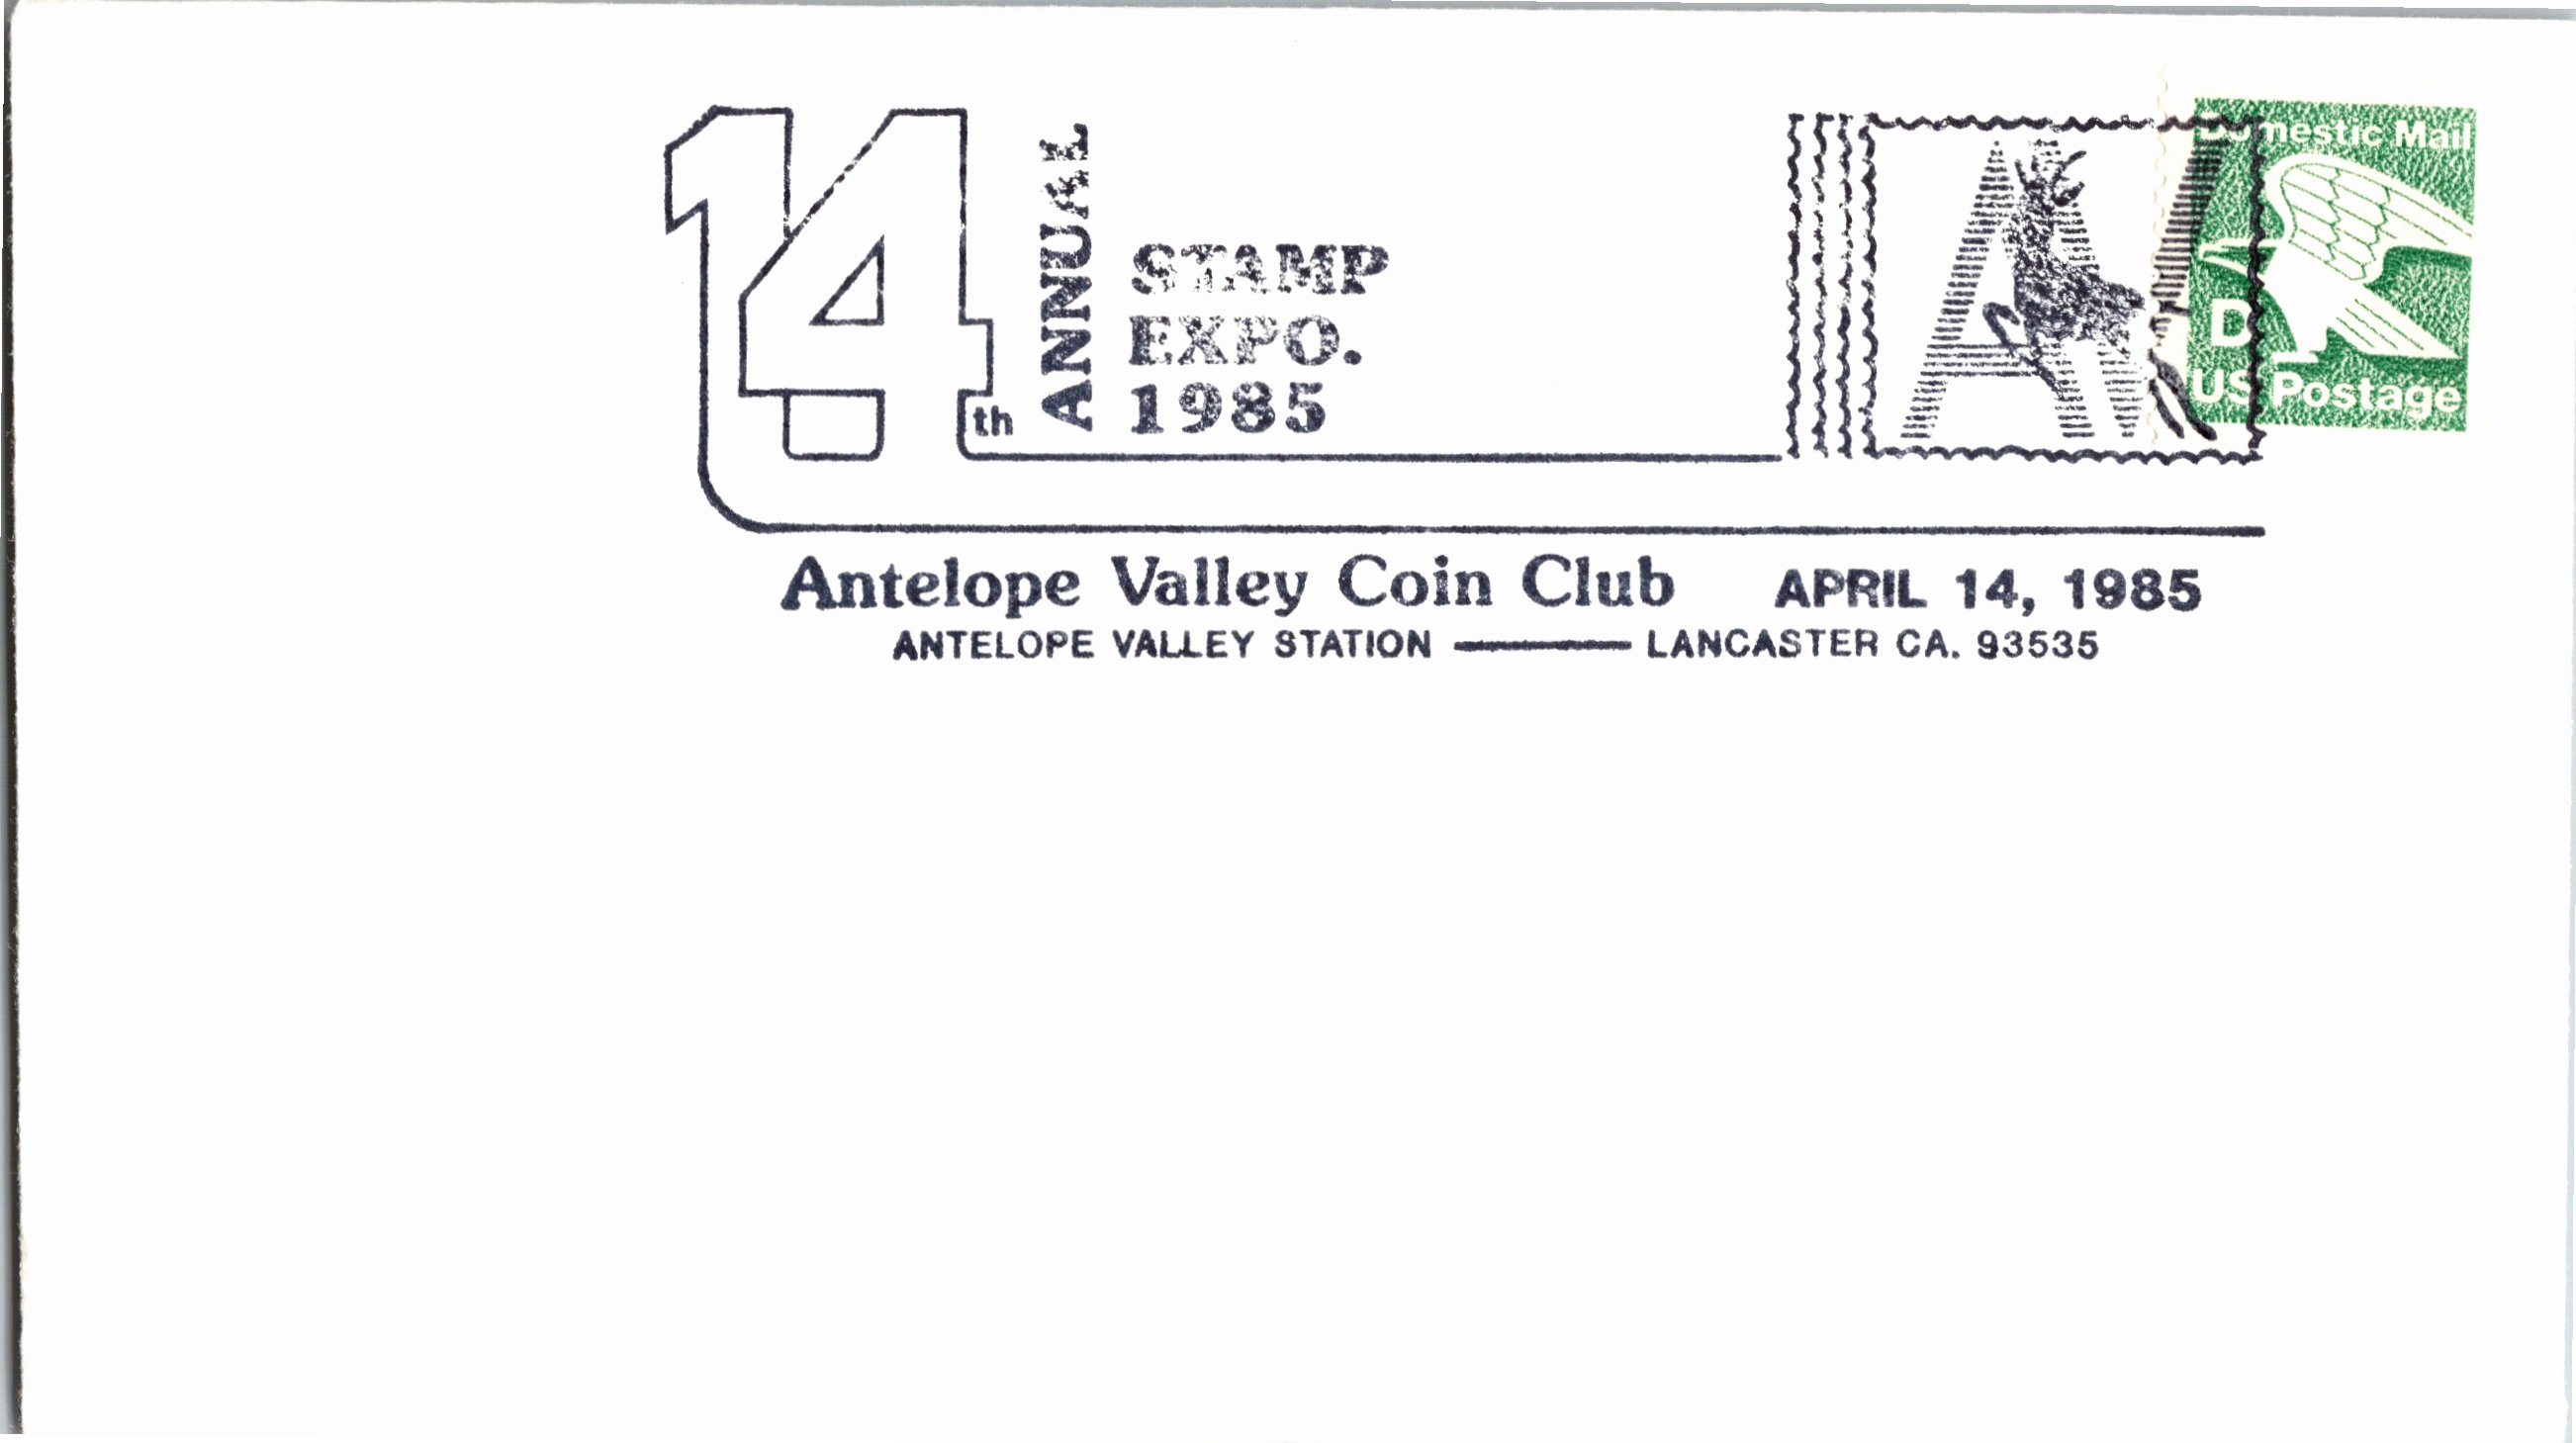 14th
ANNUAL
STAMP
EXPO.
1985
AV
Domestic Mail
D
US Postage
Antelope Valley Coin Club APRIL 14, 1985
ANTELOPE VALLEY STATION —— LANCASTER CA. 93535